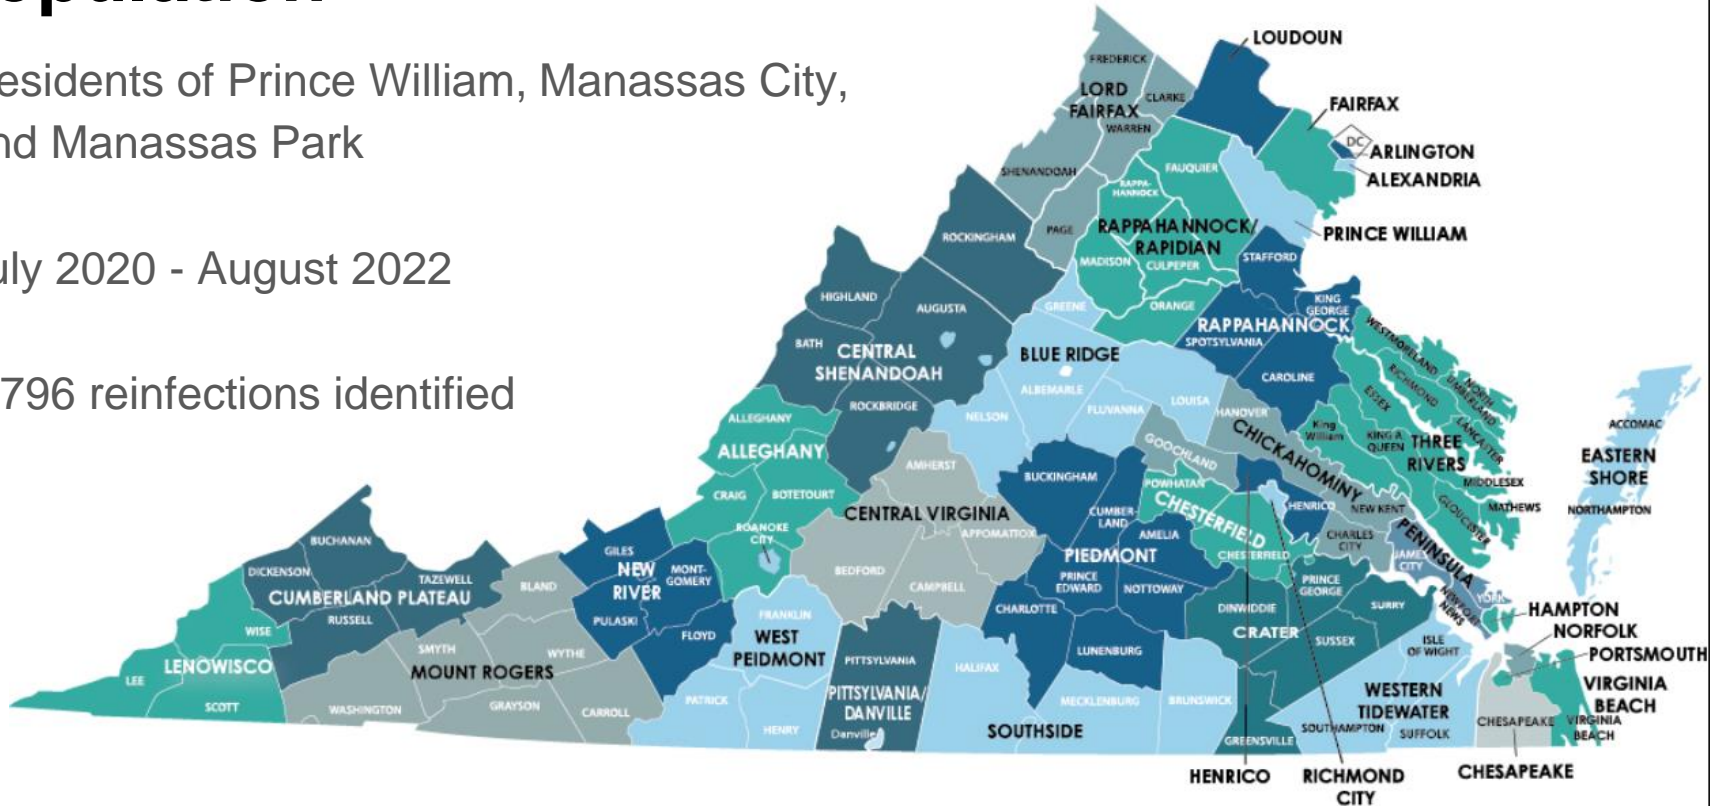 opulation
esidents of Prince William, Manassas City,
nd Manassas Park
uly 2020 - August 2022
796 reinfections identified
LOUDOUN
FREDERICK
LORD
FAIRFAX
CLARKE
WARREN
FAIRFAX
DC
ARLINGTON
ALEXANDRIA
SHENANDOAH
FAUQUIER
RAPPA-
HANNOCK
PAGE
RAPPAHANNOCK/
RAPIDIAN
PRINCE WILLIAM
ROCKINGHAM
MADISON
CULPEPER
STAFFORD
HIGHLAND
AUGUSTA
GREENE
ORANGE
KING
GEORGE
RAPPAHANNOCK
SPOTSYLVANIA
WESTMORELAND
BATH
CENTRAL
SHENANDOAH
BLUE RIDGE
CAROLINE
RICHMOND
NORTH
UMBERLAND
ALBEMARLE
ESSEX
ROCKBRIDGE
NELSON
FLUVANNA
LOUISA
HANOVER
LANCASTER
ALLEGHANY
ALLEGHANY
CHICKAHOMINY
King
William
KING &
QUEEN
THREE
RIVERS
ACCOMAC
EASTERN
SHORE
NORTHAMPTON
GOOCHLAND
AMHERST
BUCKINGHAM
POWHATAN
MIDDLESEX
MATHEWS
GLOUCESTER
CRAIG
BOTETOURT
CENTRAL VIRGINIA
CHESTERFIELD
HENRICO
NEW KENT
CUMBER-
LAND
ROANOKE
CITY
APPOMATTOX
AMELIA
CHARLES
CITY
PENINSULA
BUCHANAN
GILES
NEW
RIVER
MONT-
GOMERY
PIEDMONT
CHESTERFIELD
JAMES
CITY
DICKENSON
TAZEWELL
BLAND
BEDFORD
CAMPBELL
PRINCE
EDWARD
NOTTOWAY
PRINCE
GEORGE
CUMBERLAND PLATEAU
RUSSELL
PULASKI
FLOYD
FRANKLIN
CHARLOTTE
DINWIDDIE
SURRY
YORK
NEWPORT
NEWS
HAMPTON
NORFOLK
PORTSMOUTH
WISE
SMYTH
WYTHE
WEST
PEIDMONT
LUNENBURG
CRATER
SUSSEX
ISLE
OF WIGHT
LENOWISCO
LEE
MOUNT ROGERS
PITTSYLVANIA
HALIFAX
VIRGINIA
BEACH
SCOTT
WASHINGTON
GRAYSON
CARROLL
PATRICK
PITTSYLVANIA/
DANVILLE
MECKLENBURG
BRUNSWICK
WESTERN
TIDEWATER
CHESAPEAKE
VIRGINIA
BEACH
HENRY
Danville
SOUTHSIDE
GREENSVILLE
SOUTHAMPTON
SUFFOLK
HENRICO
RICHMOND
CITY
CHESAPEAKE